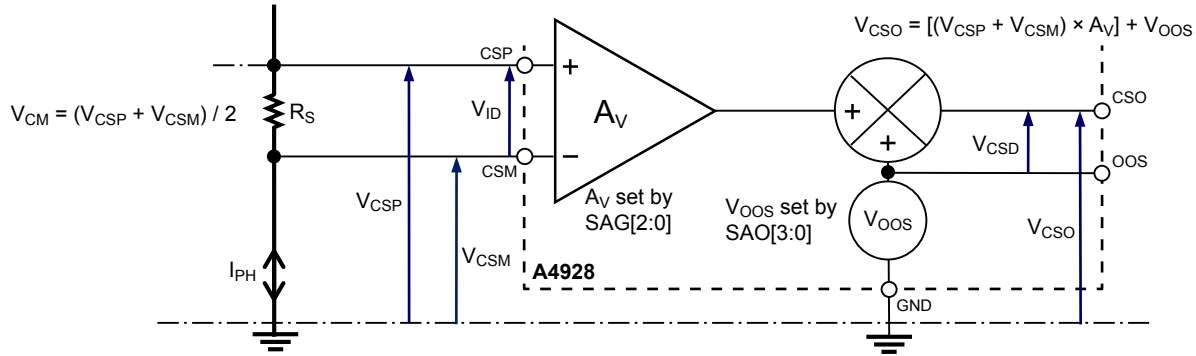 V_CSO = [(V_CSP + V_CSM) × A_V] + V_OOS
V_CM = (V_CSP + V_CSM) / 2
R_S
CSP
+
V_ID
A_V
CSM
−
+
+
CSO
V_CSD
OOS
V_CSP
V_CSM
A_V set by
SAG[2:0]
V_OOS set by
SAO[3:0]
V_OOS
V_CSO
I_PH
A4928
GND